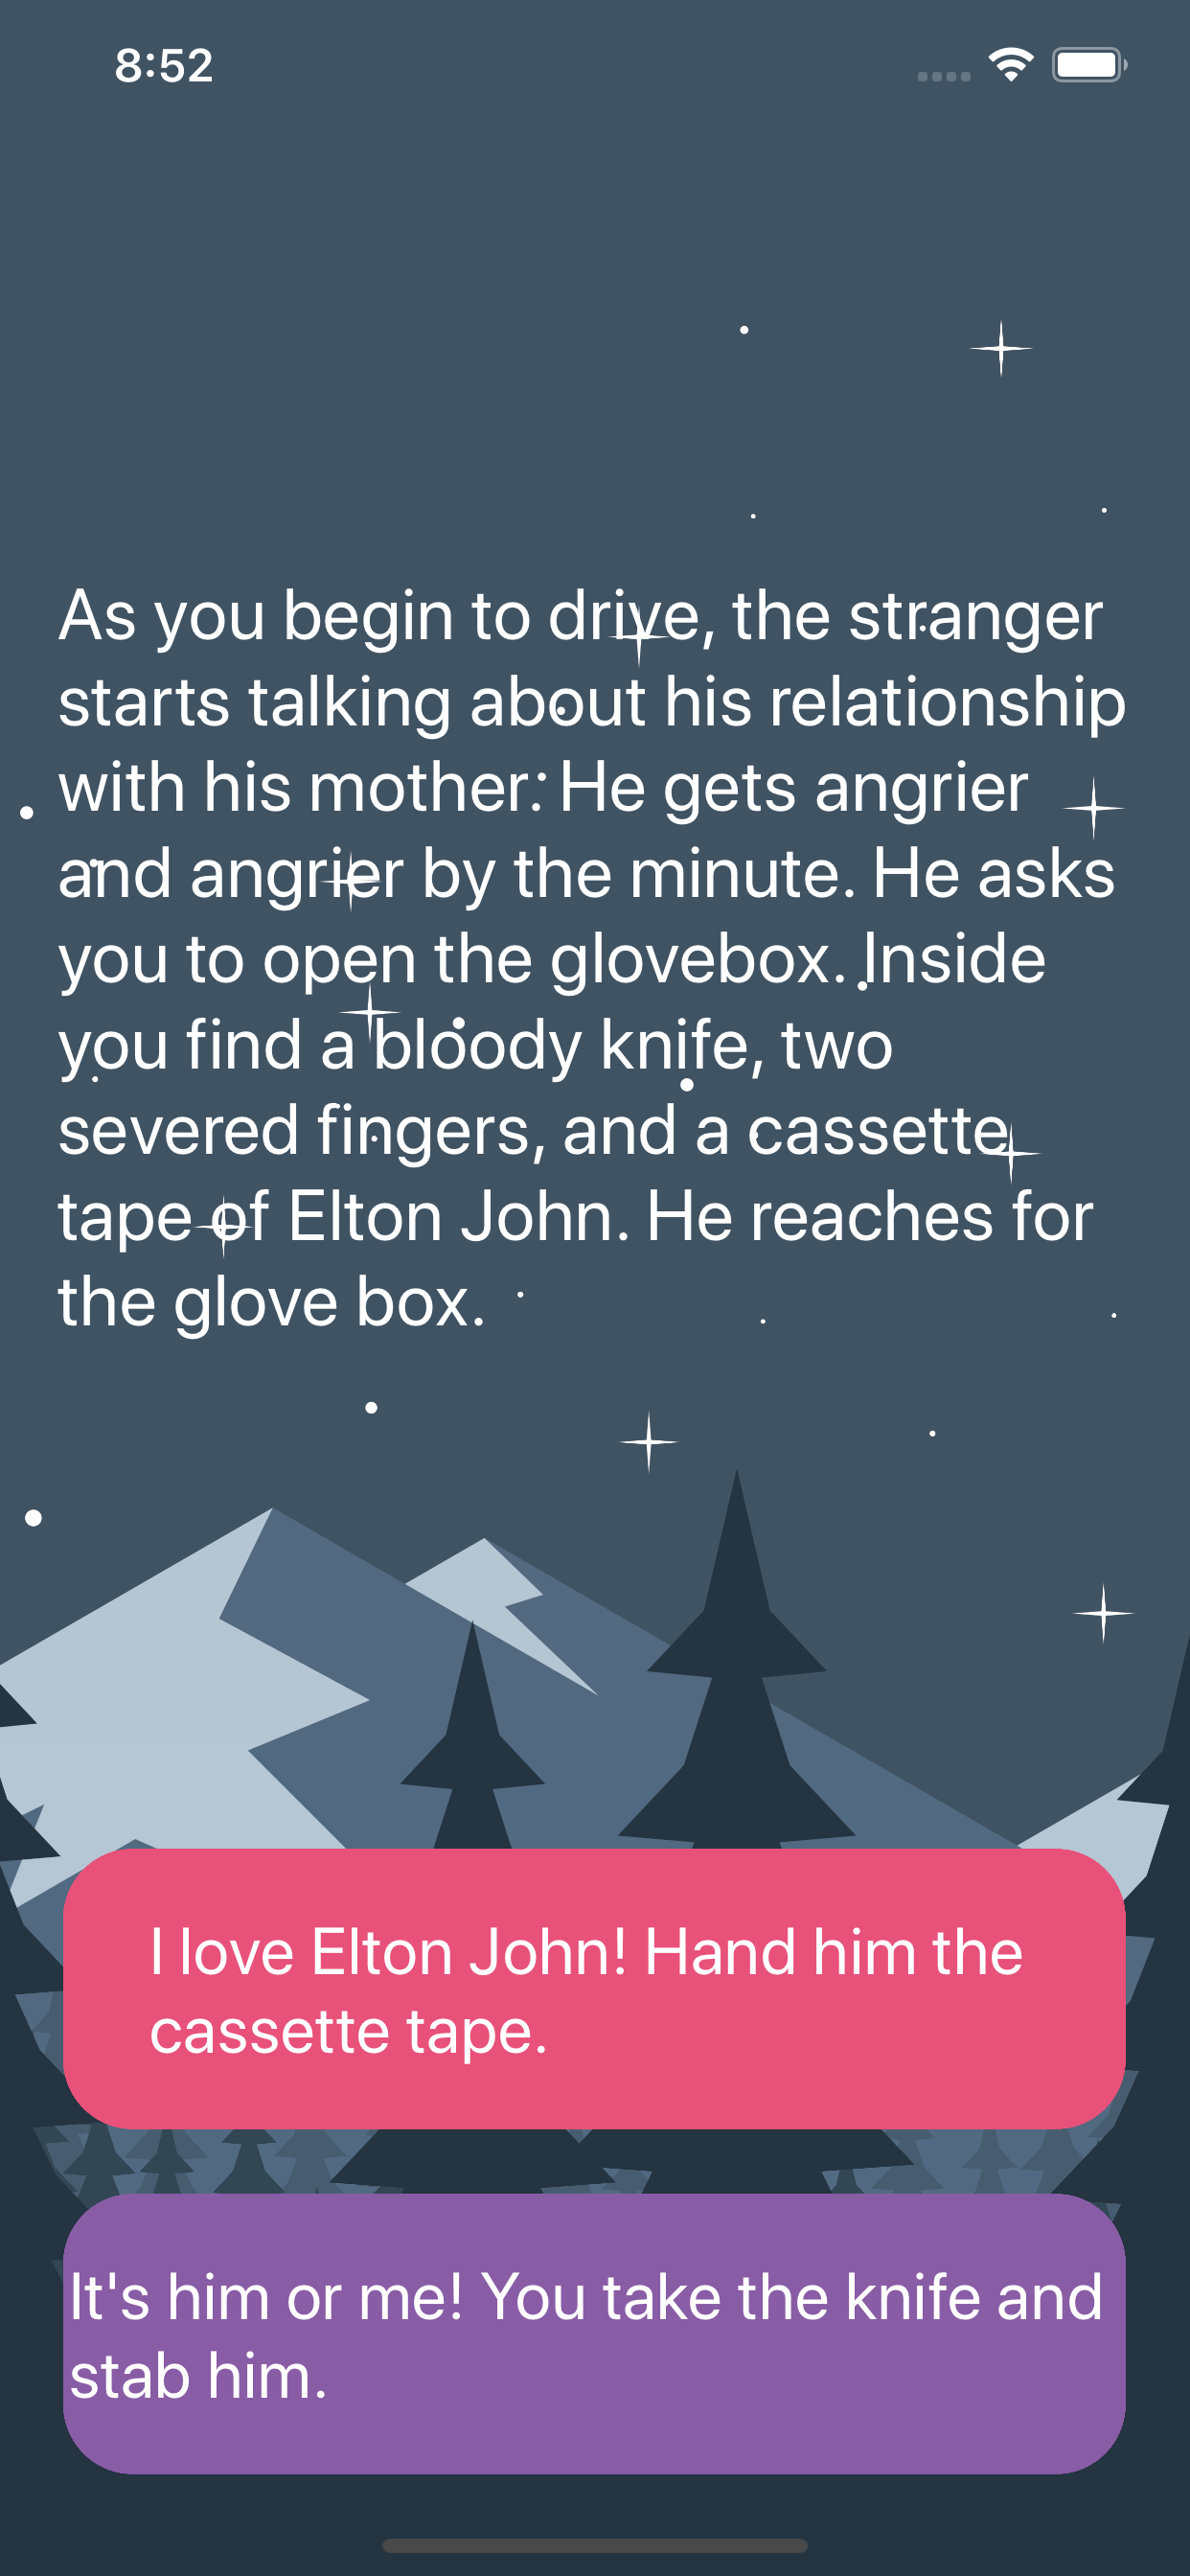 8:52
As you begin to drive, the stranger
starts talking about his relationship
with his mother. He gets angrier
and angrier by the minute. He asks
you to open the glovebox. Inside
you find a bloody knife, two
severed fingers, and a cassette
tape of Elton John. He reaches for
the glove box.
I love Elton John! Hand him the
cassette tape.
It's him or me! You take the knife and
stab him.